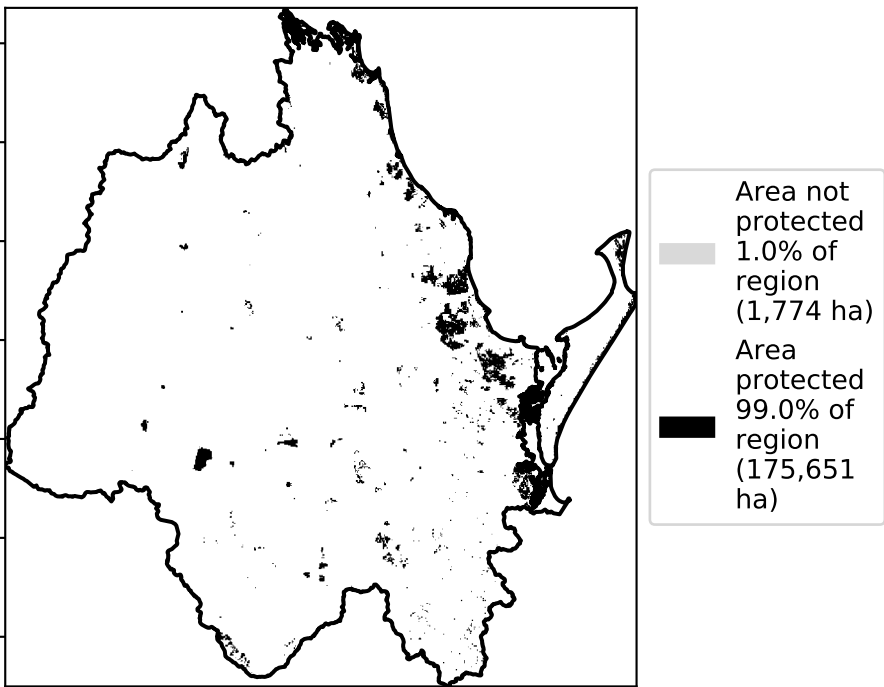 Area not
protected
1.0% of
region
(1,774 ha)
Area
protected
99.0% of
region
(175,651
ha)